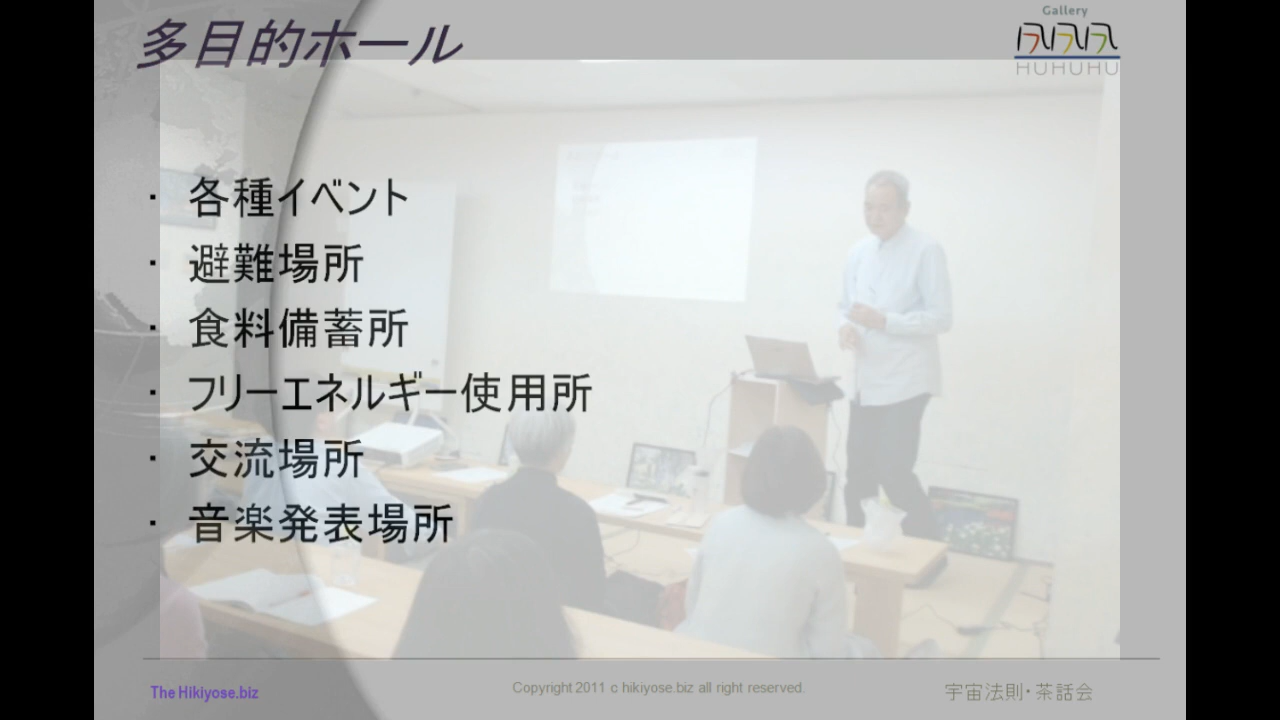 多目的ホール
Gallery
HUHUHU
・ 各種イベント
・ 避難場所
・ 食料備蓄所
・ フリーエネルギー使用所
・ 交流場所
・ 音楽発表場所
The Hikiyose.biz
Copyright 2011 c hikiyose.biz all right reserved.
宇宙法則・茶話会